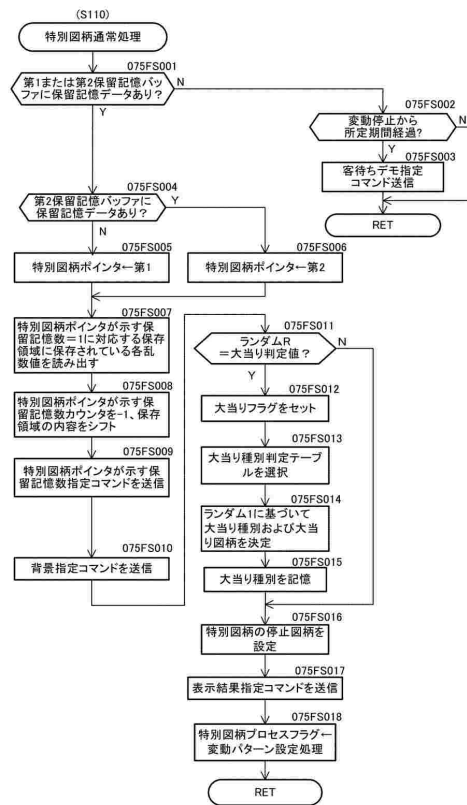 (S110)
特別図柄通常処理
075FS001
第1または第2保留記憶バッ
ファに保留記憶データあり？
N
Y
075FS002
変動停止から
所定期間経過?
N
Y
075FS003
客待ちデモ指定
コマンド送信
RET
075FS004
第2保留記憶バッファに
保留記憶データあり？
Y
N
075FS005
特別図柄ポインター←第1
075FS006
特別図柄ポインター←第2
075FS007
特別図柄ポインタが示す保
留記憶数＝1に対応する保存
領域に保存されている各乱
数値を読み出す
075FS008
特別図柄ポインタが示す保
留記憶数カウンタを-1、保存
領域の内容をシフト
075FS009
特別図柄ポインタが示す保
留記憶数指定コマンドを送信
075FS010
背景指定コマンドを送信
075FS011
ランダムR
＝大当り判定値？
N
Y
075FS012
大当りフラグをセット
075FS013
大当り種別判定テーブ
ルを選択
075FS014
ランダム1に基づいて
大当り種別および大当
り図柄を決定
075FS015
大当り種別を記憶
075FS016
特別図柄の停止図柄を
設定
075FS017
表示結果指定コマンドを送信
075FS018
特別図柄プロセスフラグ←
変動パターン設定処理
RET